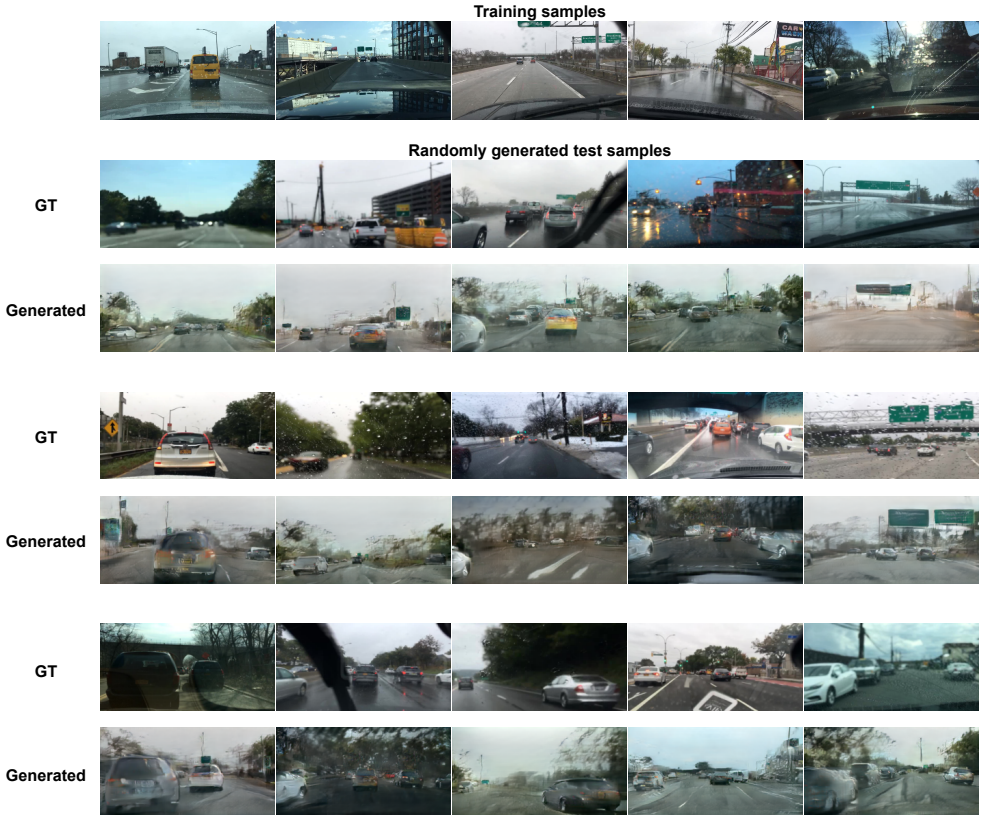 Training samples
Randomly generated test samples
GT
Generated
GT
Generated
GT
Generated